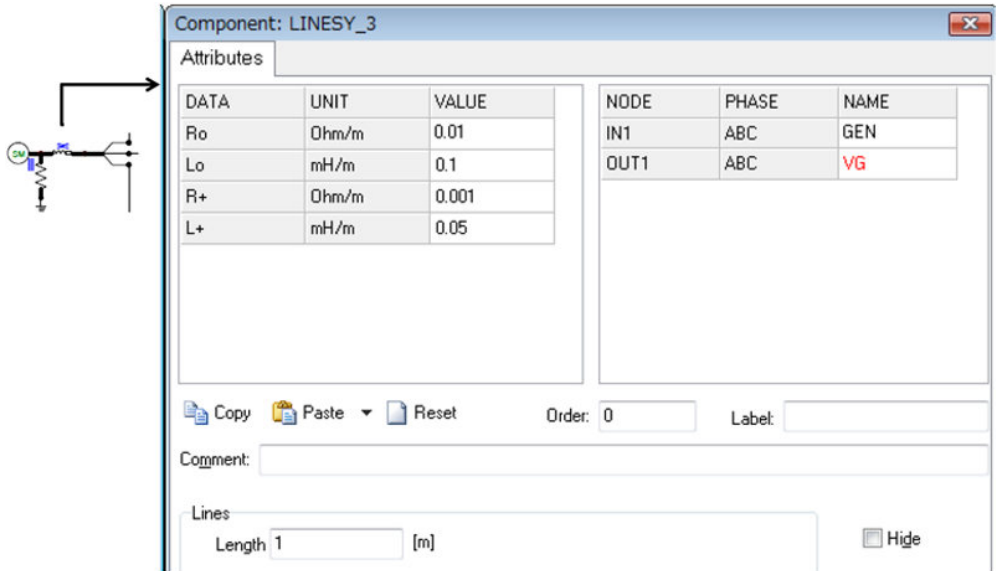 Component: LINESY_3
Attributes
DATA UNIT VALUE
Ro Ohm/m 0.01
Lo mH/m 0.1
R+ Ohm/m 0.001
L+ mH/m 0.05
NODE PHASE NAME
IN1 ABC GEN
OUT1 ABC VG
SM
Copy Paste Reset Order: 0 Label:
Comment:
Lines
Length 1 [m]
Hide